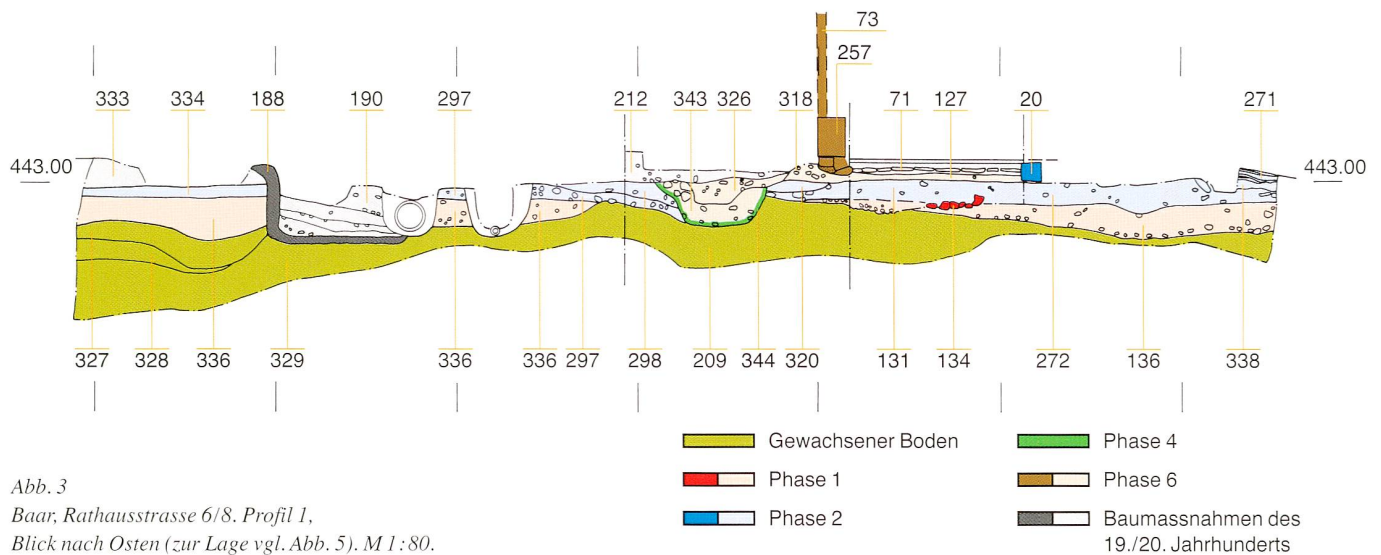 73
257
333 334 188 190 297 212 343 326 318 71 127 20 271
443.00 443.00
327 328 336 329 336 336 297 298 209 344 320 131 134 272 136 338
Gewachsener Boden
Phase 1
Phase 2
Phase 4
Phase 6
Baumassnahmen des
19./20. Jahrhunderts
Abb. 3
Baar, Rathausstrasse 6/8. Profil 1,
Blick nach Osten (zur Lage vgl. Abb. 5). M 1:80.